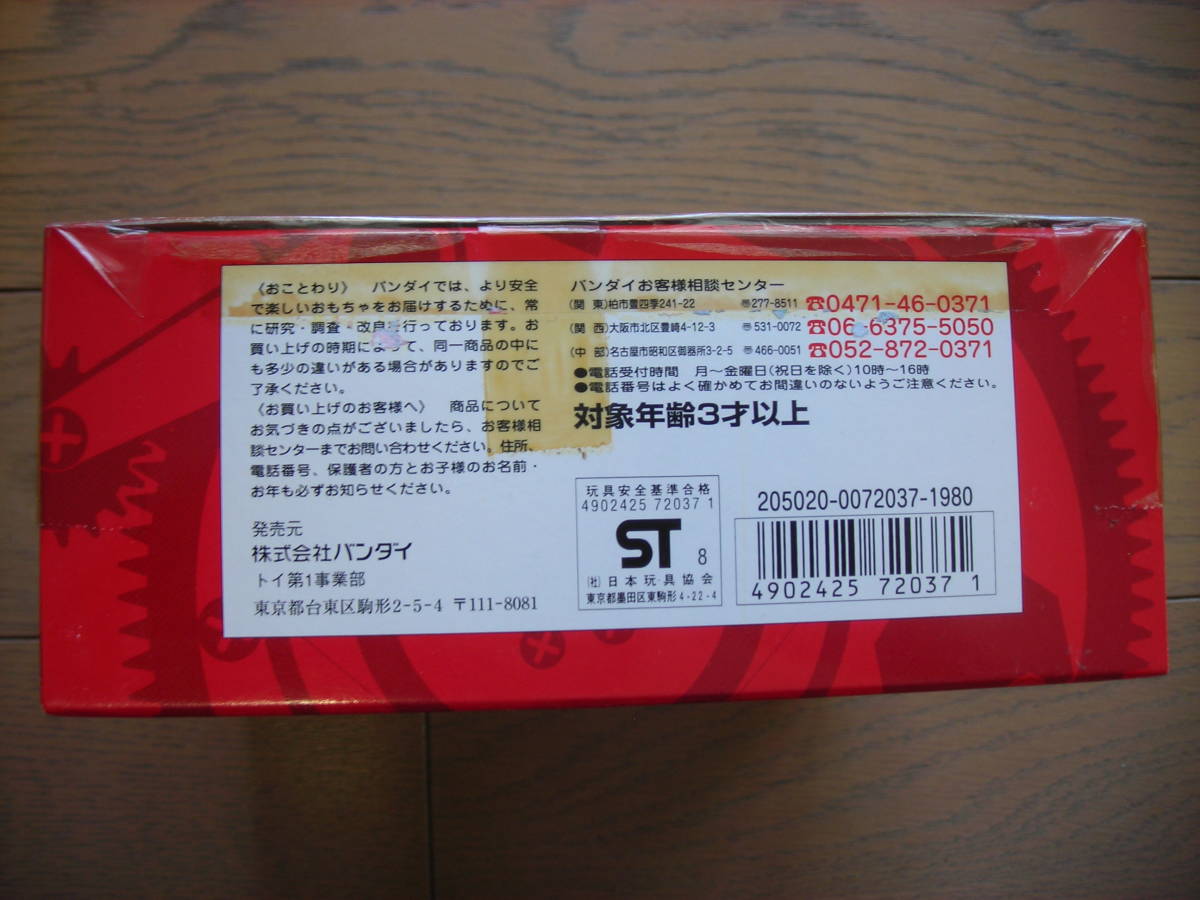 《おことわり》　バンダイでは、より安全
で楽しいおもちゃをお届けするために、常
に研究・調査・改良を行っております。お
買い上げの時期によって、同一商品の中に
も多少の違いがある場合がありますのでご
了承ください。
《お買い上げのお客様へ》　商品について
お気づきの点がございましたら、お客様相
談センターまでお問い合わせください。住所、
電話番号、保護者の方とお子様のお名前・
お年も必ずお知らせください。
発売元
株式会社バンダイ
トイ第1事業部
東京都台東区駒形2-5-4 〒111-8081
バンダイお客様相談センター
(関　東)柏市豊四季241-22　〠277-8511　☎0471-46-0371
(関　西)大阪市北区豊崎4-12-3　〠531-0072　☎06-6375-5050
(中　部)名古屋市昭和区御器所3-2-5　〠466-0051　☎052-872-0371
●電話受付時間　月〜金曜日(祝日を除く)10時〜16時
●電話番号はよく確かめてお間違いのないようご注意ください。
対象年齢3才以上
玩具安全基準合格
4902425 72037 1
ST 8
(社)日本玩具協会
東京都墨田区東駒形4-22-4
205020-0072037-1980
4902425 72037 1